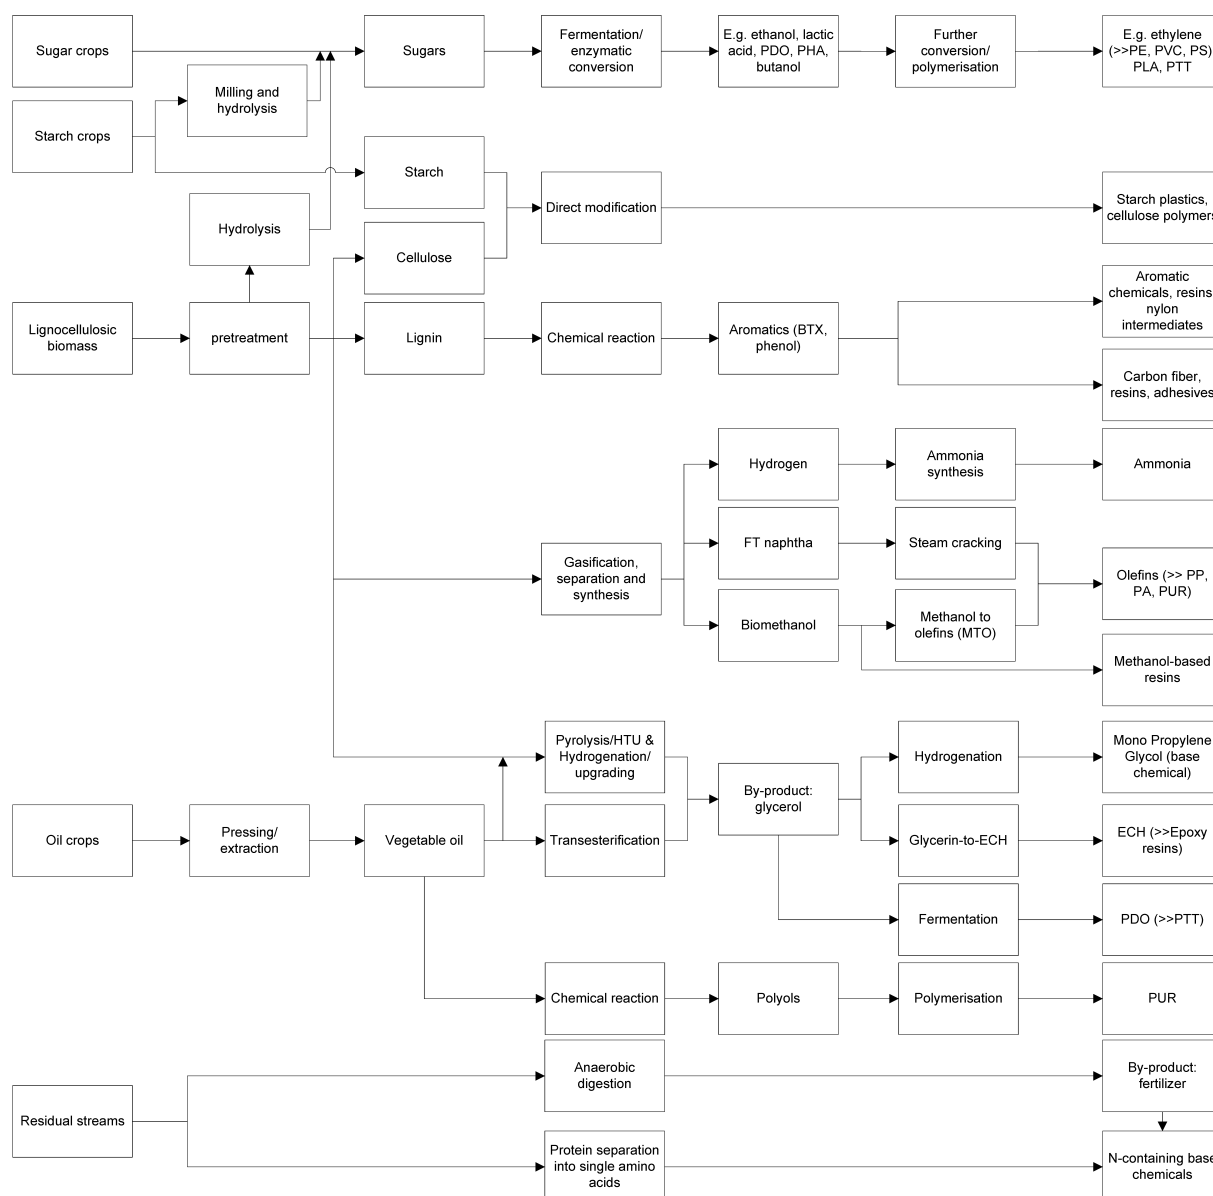 Sugar crops
Sugars
Fermentation/
enzymatic
conversion
E.g. ethanol, lactic
acid, PDO, PHA,
butanol
Further
conversion/
polymerisation
E.g. ethylene
(>>PE, PVC, PS)
PLA, PTT
Milling and
hydrolysis
Starch crops
Starch
Direct modification
Starch plastics,
cellulose polymers
Hydrolysis
Cellulose
Lignocellulosic
biomass
pretreatment
Lignin
Chemical reaction
Aromatics (BTX,
phenol)
Aromatic
chemicals, resins
nylon
intermediates
Carbon fiber,
resins, adhesives
Hydrogen
Ammonia
synthesis
Ammonia
Gasification,
separation and
synthesis
FT naphtha
Steam cracking
Olefins (>> PP,
PA, PUR)
Biomethanol
Methanol to
olefins (MTO)
Methanol-based
resins
Pyrolysis/HTU &
Hydrogenation/
upgrading
By-product:
glycerol
Hydrogenation
Mono Propylene
Glycol (base
chemical)
Oil crops
Pressing/
extraction
Vegetable oil
Transesterification
Glycerin-to-ECH
ECH (>>Epoxy
resins)
Fermentation
PDO (>>PTT)
Chemical reaction
Polyols
Polymerisation
PUR
Residual streams
Anaerobic
digestion
By-product:
fertilizer
Protein separation
into single amino
acids
N-containing base
chemicals